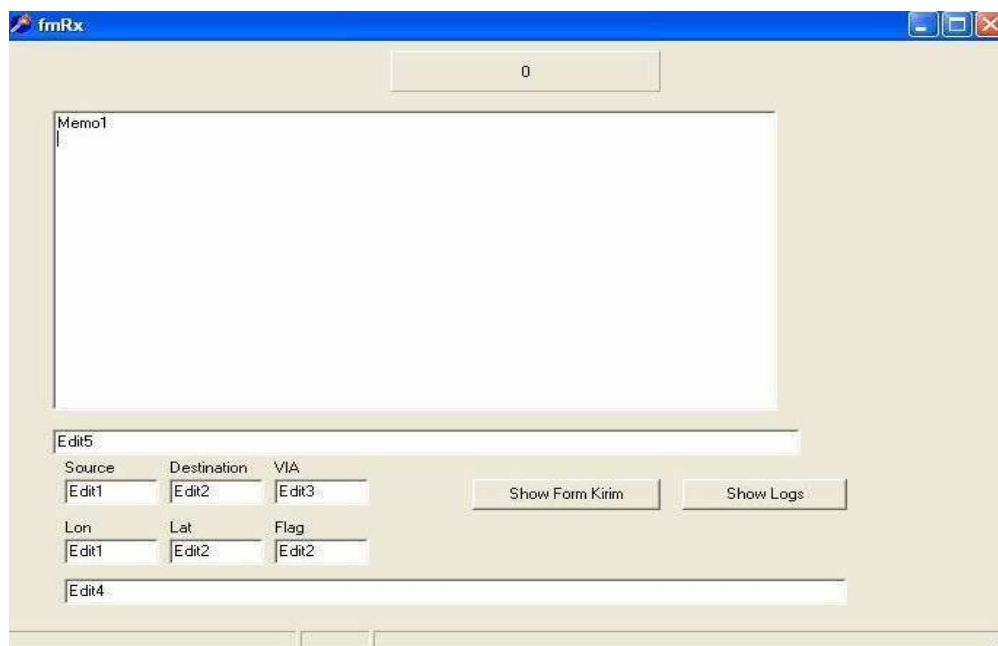 fmRx
0
Memo1
Edit5
Source Destination VIA
Edit1 Edit2 Edit3
Show Form Kirim Show Logs
Lon Lat Flag
Edit1 Edit2 Edit2
Edit4